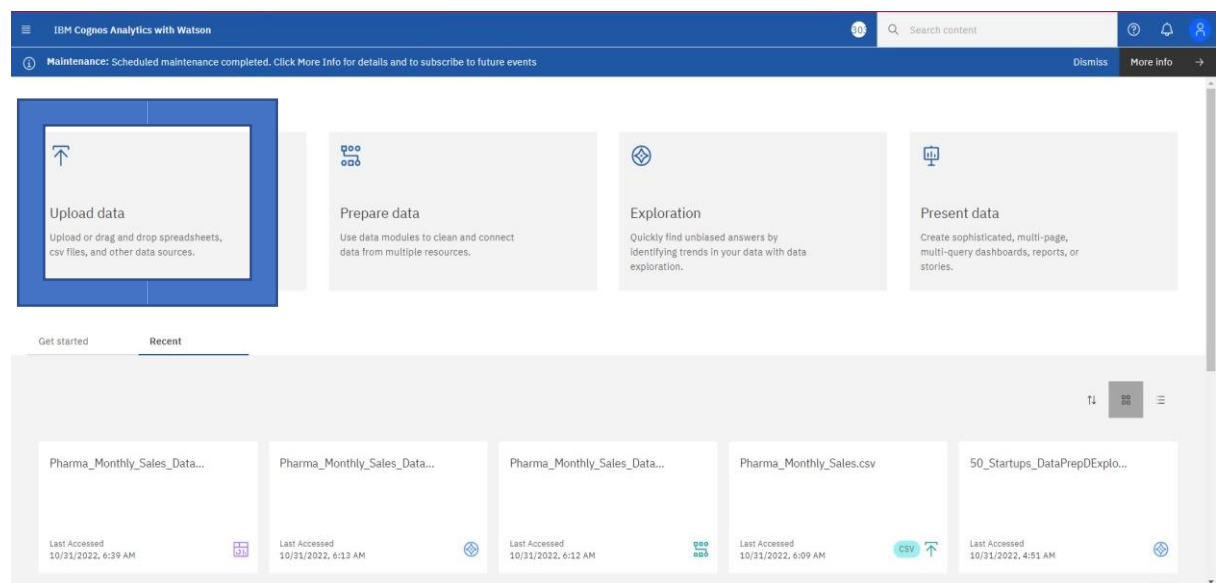 IBM Cognos Analytics with Watson
Search content
Maintenance: Scheduled maintenance completed. Click More Info for details and to subscribe to future events
Dismiss
More info
Upload data
Upload or drag and drop spreadsheets,
csv files, and other data sources.
Prepare data
Use data modules to clean and connect
data from multiple resources.
Exploration
Quickly find unbiased answers by
identifying trends in your data with data
exploration.
Present data
Create sophisticated, multi-page,
multi-query dashboards, reports, or
stories.
Get started
Recent
Pharma_Monthly_Sales_Data...
Last Accessed
10/31/2022, 6:39 AM
Pharma_Monthly_Sales_Data...
Last Accessed
10/31/2022, 6:13 AM
Pharma_Monthly_Sales_Data...
Last Accessed
10/31/2022, 6:12 AM
Pharma_Monthly_Sales.csv
Last Accessed
10/31/2022, 6:09 AM
CSV
50_Startups_DataPrepDExplo...
Last Accessed
10/31/2022, 4:51 AM